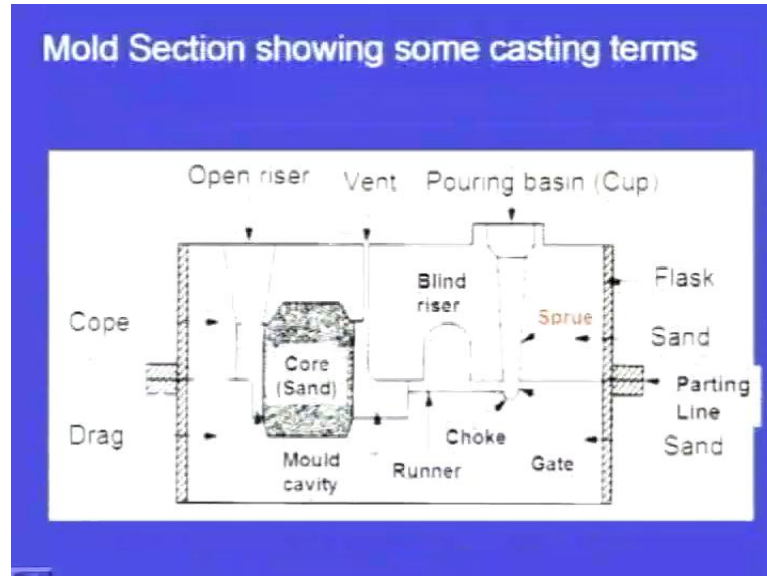 Mold Section showing some casting terms
Open riser
Vent
Pouring basin (Cup)
Blind
riser
Flask
Cope
Sprue
Sand
Core
(Sand)
Parting
Line
Drag
Choke
Sand
Mould
cavity
Runner
Gate